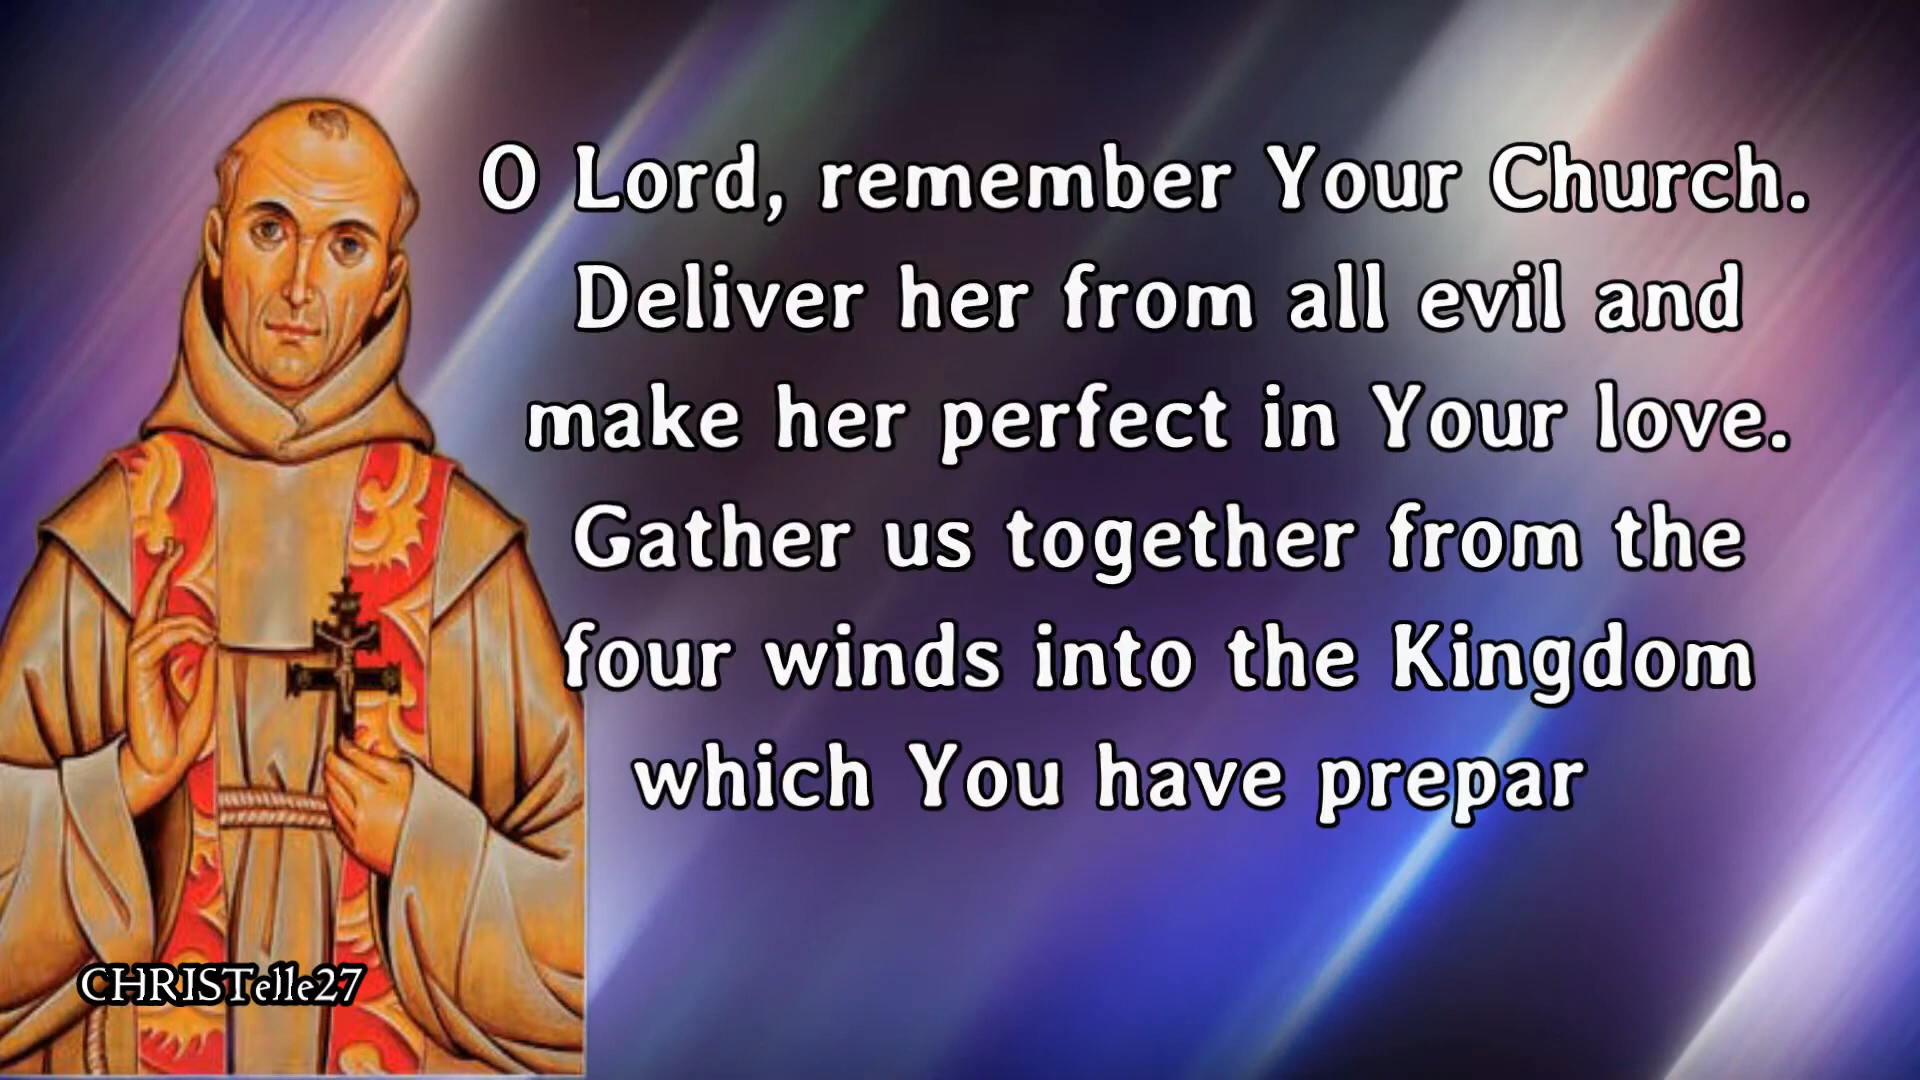 O Lord, remember Your Church.
Deliver her from all evil and
make her perfect in Your love.
Gather us together from the
four winds into the Kingdom
which You have prepar
CHRISTelle27